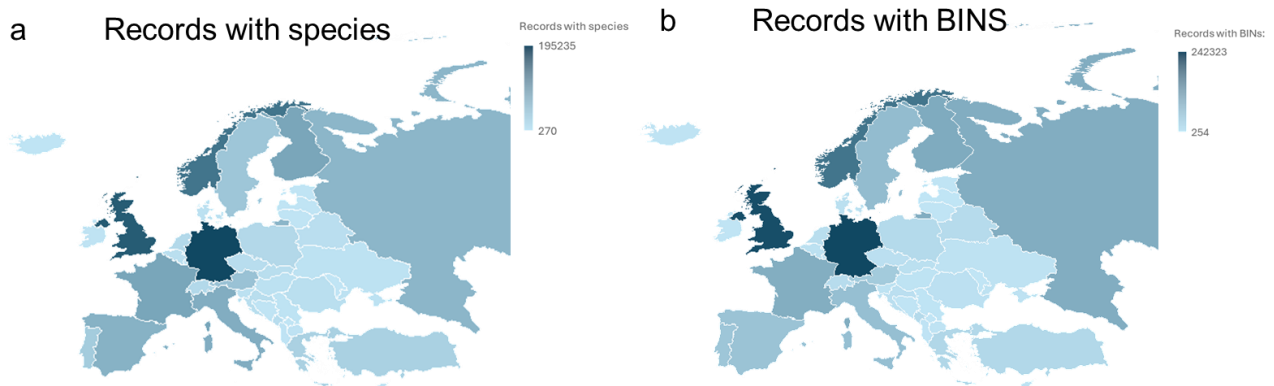 a
Records with species
Records with species
195235
270
b
Records with BINS
Records with BINs:
242323
254